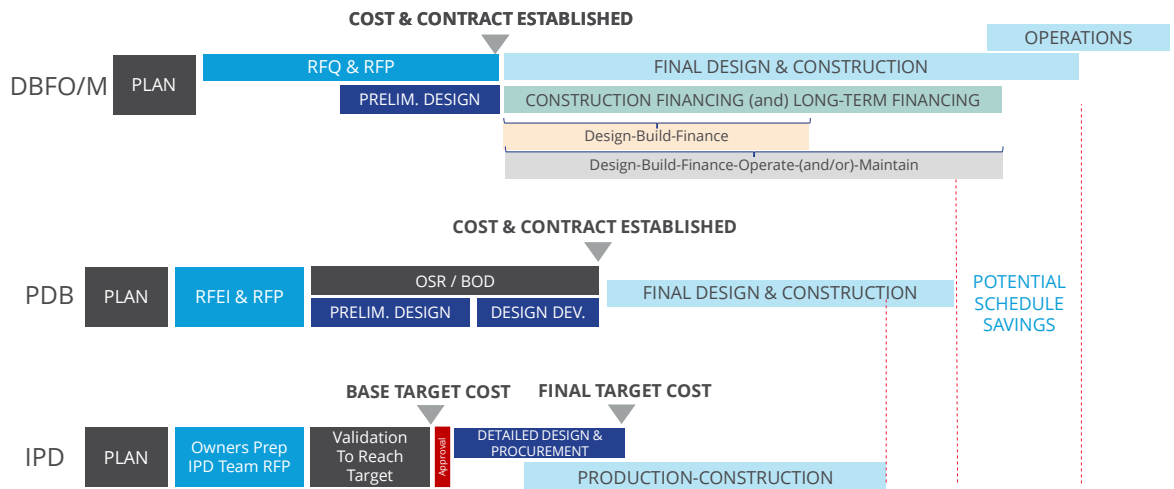 COST & CONTRACT ESTABLISHED
OPERATIONS
DBFO/M
PLAN
RFQ & RFP
FINAL DESIGN & CONSTRUCTION
PRELIM. DESIGN
CONSTRUCTION FINANCING (and) LONG-TERM FINANCING
Design-Build-Finance
Design-Build-Finance-Operate-(and/or)-Maintain
COST & CONTRACT ESTABLISHED
PDB
PLAN
RFEI & RFP
OSR / BOD
PRELIM. DESIGN
DESIGN DEV.
FINAL DESIGN & CONSTRUCTION
POTENTIAL
SCHEDULE
SAVINGS
BASE TARGET COST
FINAL TARGET COST
IPD
PLAN
Owners Prep
IPD Team RFP
Validation
To Reach
Target
Approval
DETAILED DESIGN &
PROCUREMENT
PRODUCTION-CONSTRUCTION